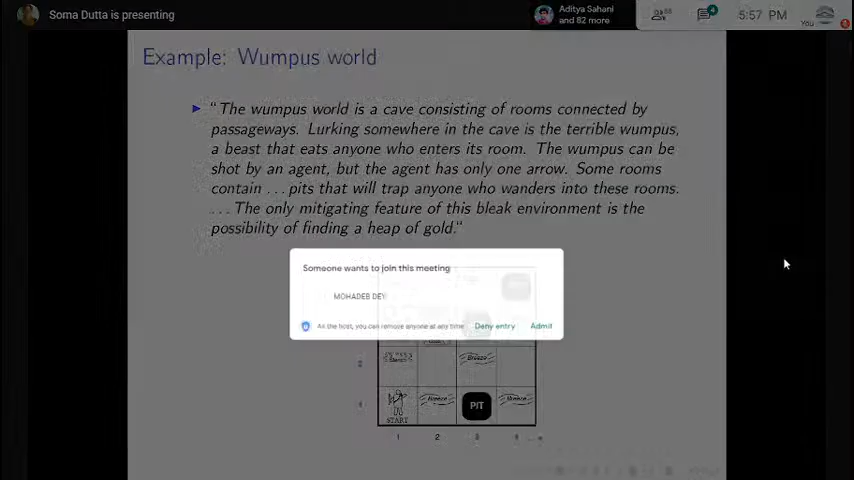 Soma Dutta is presenting
Aditya Sahani
and 82 more
88
4
5:57 PM
You
Example: Wumpus world
“The wumpus world is a cave consisting of rooms connected by
passageways. Lurking somewhere in the cave is the terrible wumpus,
a beast that eats anyone who enters its room. The wumpus can be
shot by an agent, but the agent has only one arrow. Some rooms
contain ...pits that will trap anyone who wanders into these rooms.
... The only mitigating feature of this bleak environment is the
possibility of finding a heap of gold.“
Someone wants to join this meeting
MOHADEB DEY
As the host, you can remove anyone at any time
Deny entry
Admit
Stench
Breeze
2
1
Breeze
PIT
Breeze
START
1 2 3 4